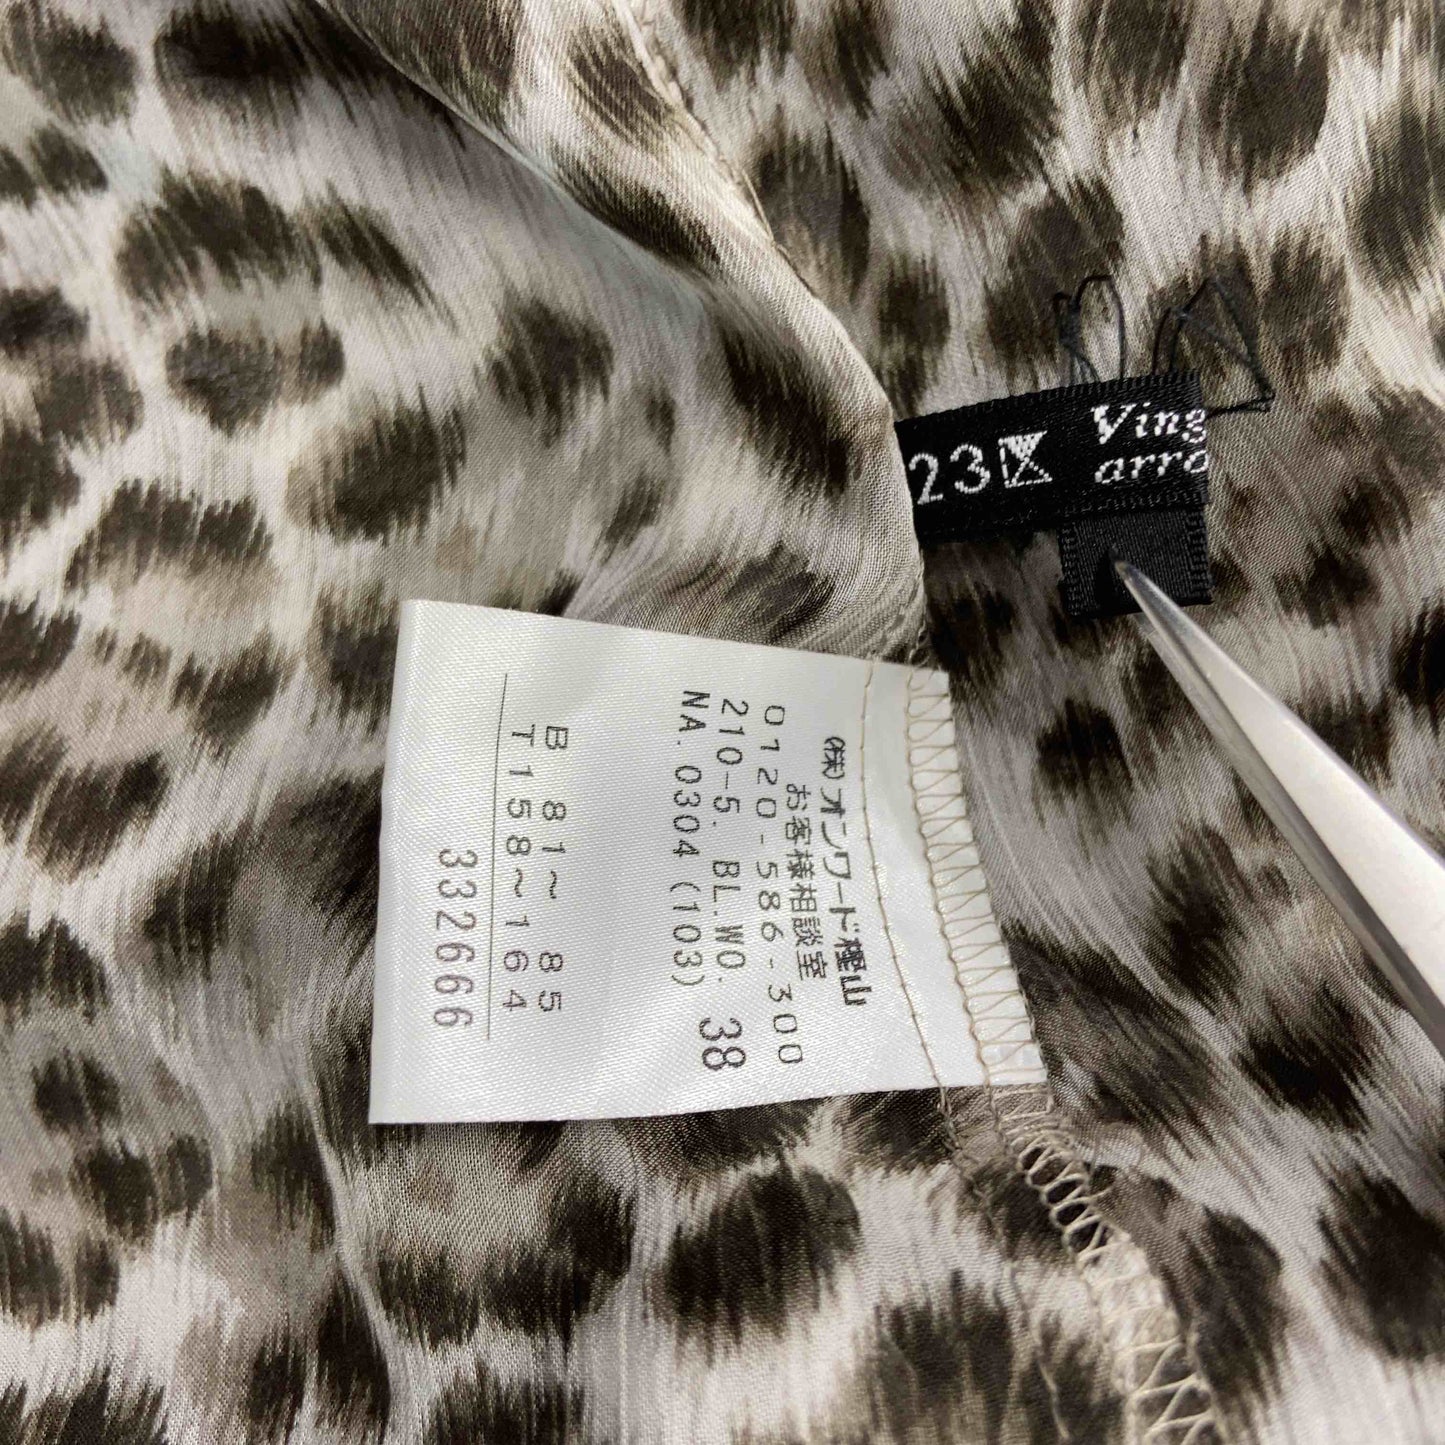 23区
Ving
arro
㈱オンワード樫山
お客様相談室
0120-586-300
210-5. BL.WO. 38
NA. 0304 (103)
B 81~ 85
T 158~164
332666